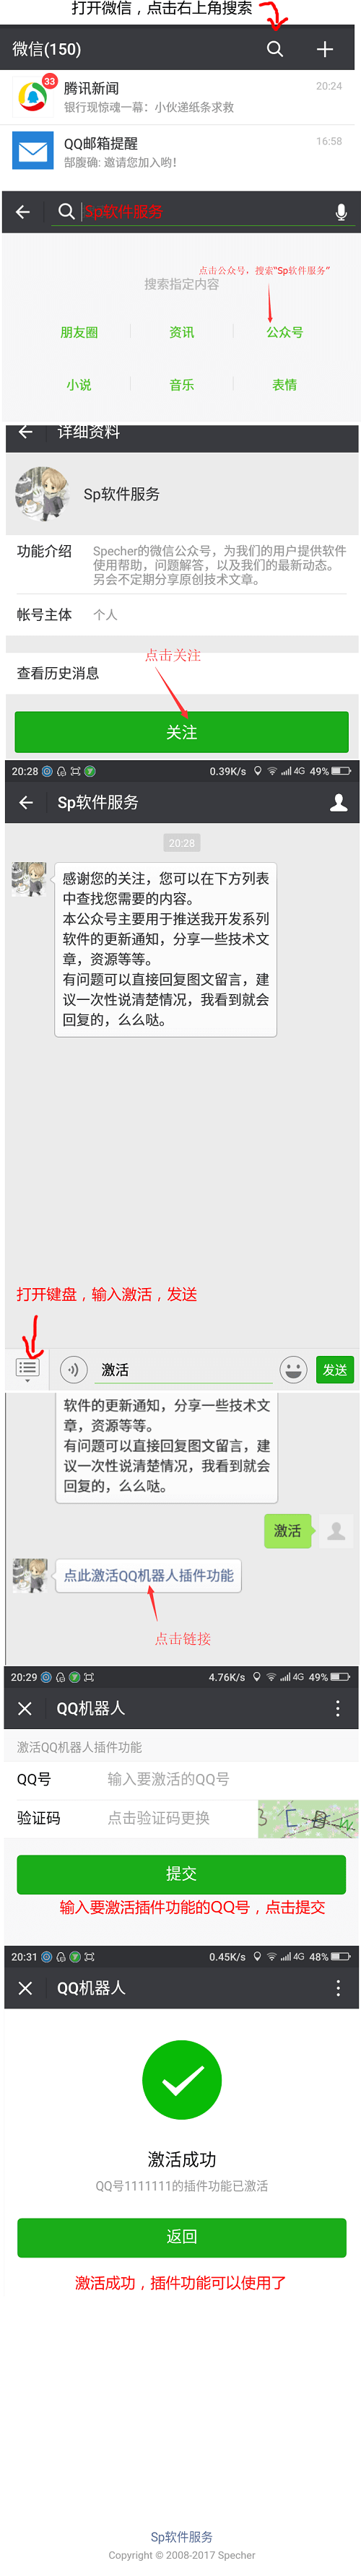 打开微信，点击右上角搜索
微信(150)
33
腾讯新闻
20:24
银行现惊魂一幕：小伙递纸条求救
QQ邮箱提醒
16:58
郜腹确: 邀请您加入哟!
Sp软件服务
点击公众号，搜索“Sp软件服务”
搜索指定内容
朋友圈 资讯 公众号
小说 音乐 表情
详细资料
Sp软件服务
功能介绍
Specher的微信公众号，为我们的用户提供软件
使用帮助，问题解答，以及我们的最新动态。
另会不定期分享原创技术文章。
帐号主体 个人
点击关注
查看历史消息
关注
20:28 0.39K/s 4G 49%
Sp软件服务
20:28
感谢您的关注，您可以在下方列表
中查找您需要的内容。
本公众号主要用于推送我开发系列
软件的更新通知，分享一些技术文
章，资源等等。
有问题可以直接回复图文留言，建
议一次性说清楚情况，我看到就会
回复的，么么哒。
打开键盘，输入激活，发送
激活
发送
软件的更新通知，分享一些技术文
章，资源等等。
有问题可以直接回复图文留言，建
议一次性说清楚情况，我看到就会
回复的，么么哒。
激活
点此激活QQ机器人插件功能
点击链接
20:29 4.76K/s 4G 49%
QQ机器人
激活QQ机器人插件功能
QQ号 输入要激活的QQ号
验证码 点击验证码更换
提交
输入要激活插件功能的QQ号，点击提交
20:31 0.45K/s 4G 48%
QQ机器人
激活成功
QQ号1111111的插件功能已激活
返回
激活成功，插件功能可以使用了
Sp软件服务
Copyright © 2008-2017 Specher